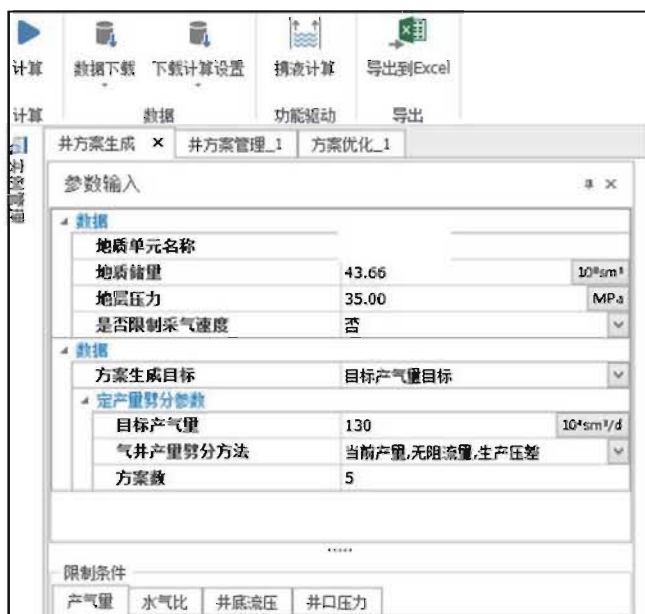 计算 数据下载 下载计算设置 携液计算 导出到Excel
计算 数据 功能驱动 导出
井方案生成 × 井方案管理_1 方案优化_1
参数输入
数据
地质单元名称
地质储量 43.66 10⁸sm³
地层压力 35.00 MPa
是否限制采气速度 否
数据
方案生成目标 目标产气量目标
定产量劈分参数
目标产气量 130 10⁴sm³/d
气井产量劈分方法 当前产量,无阻流量,生产压差
方案数 5
限制条件
产气量 水气比 井底流压 井口压力